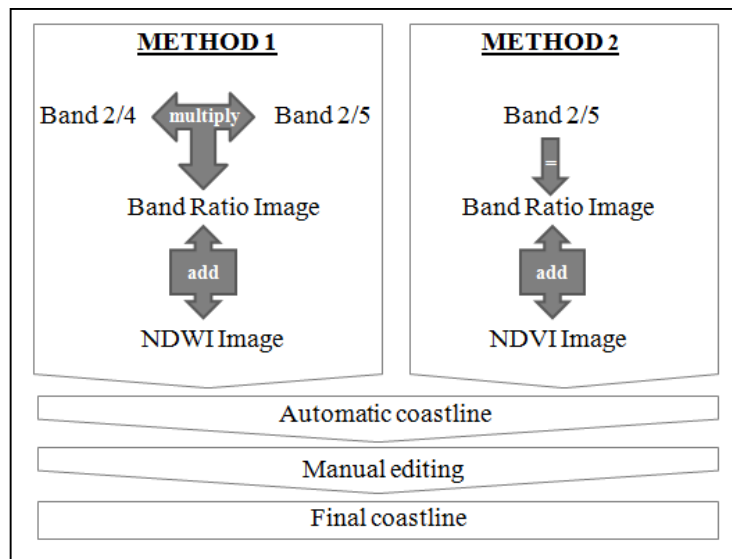 METHOD 1
Band 2/4 multiply Band 2/5
Band Ratio Image
add
NDWI Image
METHOD 2
Band 2/5
=
Band Ratio Image
add
NDVI Image
Automatic coastline
Manual editing
Final coastline